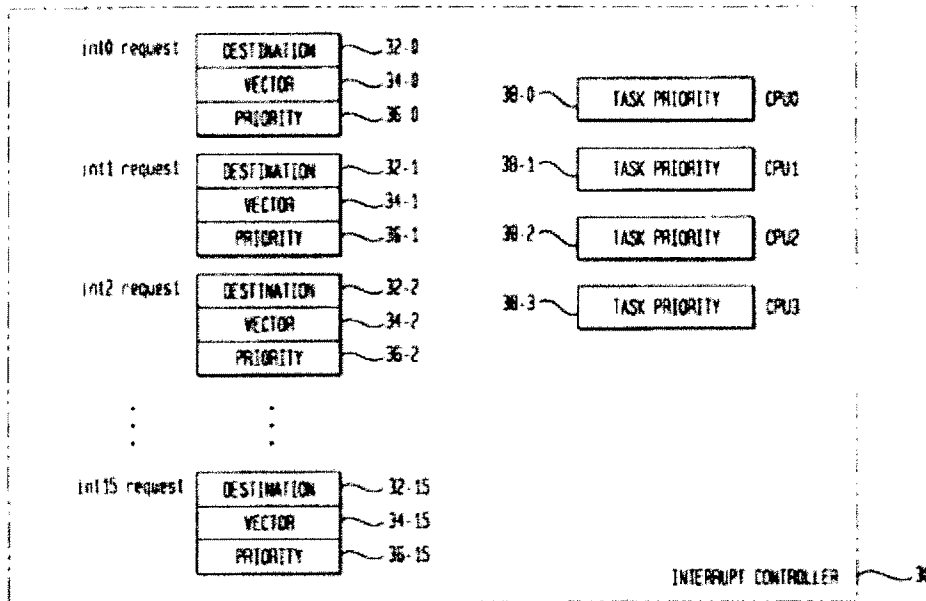 int0 request
DESTINATION
32-0
VECTOR
34-0
PRIORITY
36-0
int1 request
DESTINATION
32-1
VECTOR
34-1
PRIORITY
36-1
int2 request
DESTINATION
32-2
VECTOR
34-2
PRIORITY
36-2
int15 request
DESTINATION
32-15
VECTOR
34-15
PRIORITY
36-15
38-0
TASK PRIORITY
CPU0
38-1
TASK PRIORITY
CPU1
38-2
TASK PRIORITY
CPU2
38-3
TASK PRIORITY
CPU3
INTERRUPT CONTROLLER